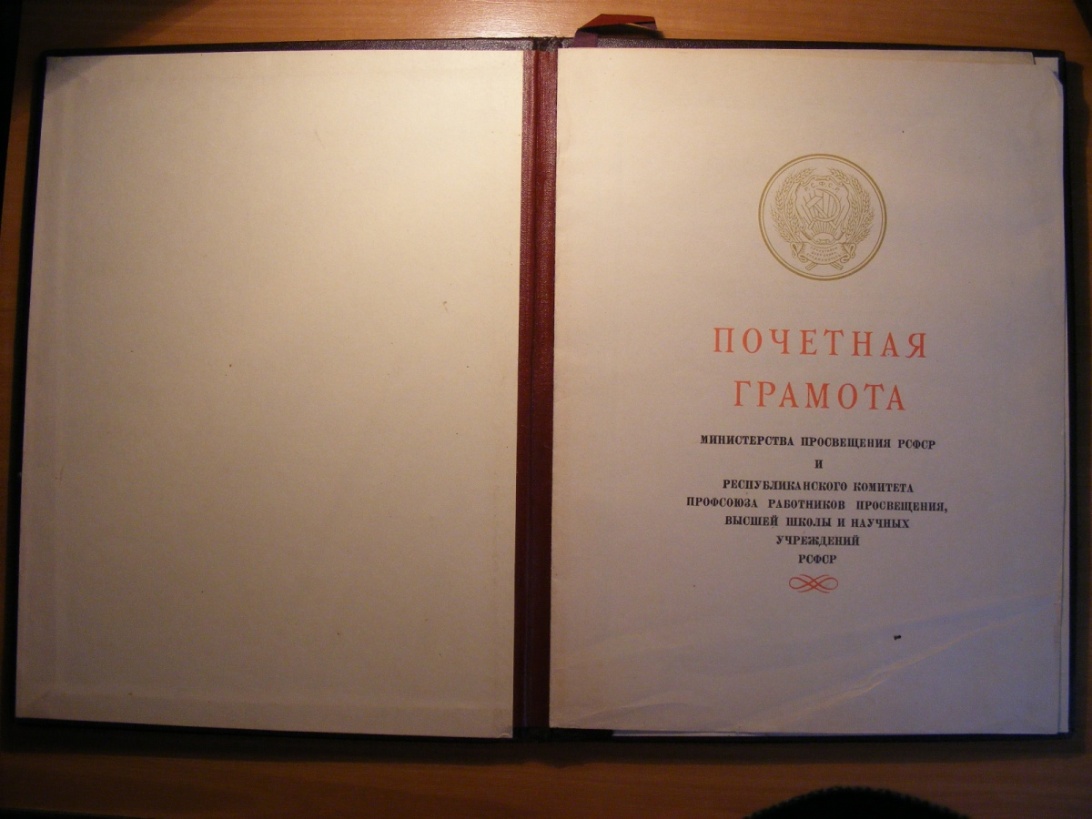 ПОЧЕТНАЯ
ГРАМОТА
МИНИСТЕРСТВА ПРОСВЕЩЕНИЯ РСФСР
И
РЕСПУБЛИКАНСКОГО КОМИТЕТА
ПРОФСОЮЗА РАБОТНИКОВ ПРОСВЕЩЕНИЯ,
ВЫСШЕЙ ШКОЛЫ И НАУЧНЫХ
УЧРЕЖДЕНИЙ
РСФСР